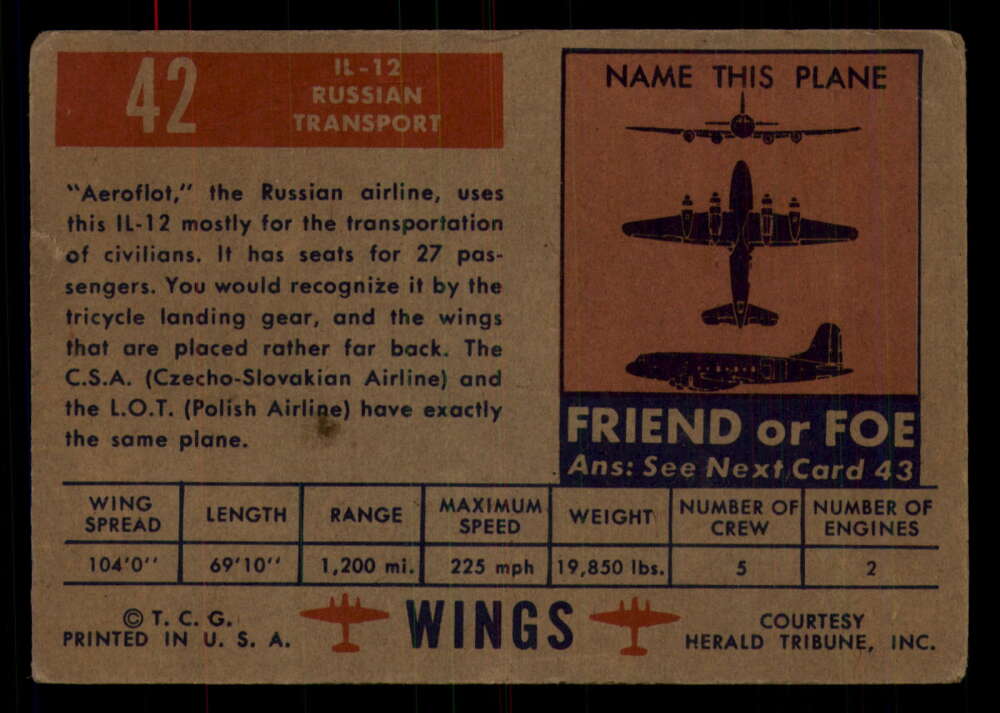 42
IL-12
RUSSIAN
TRANSPORT
"Aeroflot," the Russian airline, uses
this IL-12 mostly for the transportation
of civilians. It has seats for 27 pas-
sengers. You would recognize it by the
tricycle landing gear, and the wings
that are placed rather far back. The
C.S.A. (Czecho-Slovakian Airline) and
the L.O.T. (Polish Airline) have exactly
the same plane.
NAME THIS PLANE
FRIEND or FOE
Ans: See Next Card 43
WING SPREAD LENGTH RANGE MAXIMUM SPEED WEIGHT NUMBER OF CREW NUMBER OF ENGINES
104'0" 69'10" 1,200 mi. 225 mph 19,850 lbs. 5 2
© T. C. G.
PRINTED IN U. S. A.
WINGS
COURTESY
HERALD TRIBUNE, INC.